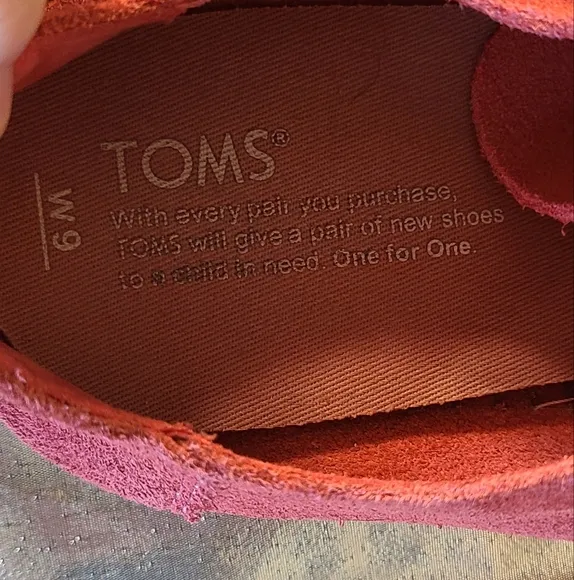 TOMS®
With every pair you purchase,
TOMS will give a pair of new shoes
to a child in need. One for One.
W9